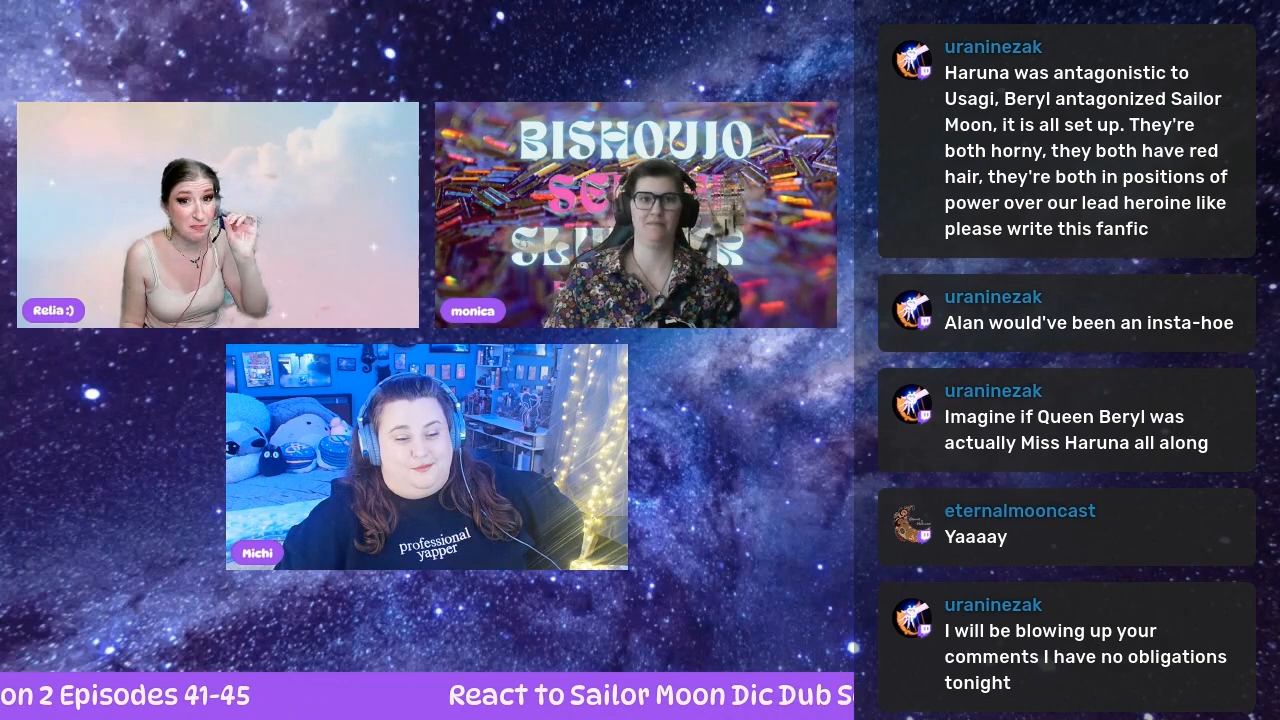 BISHOUJO
Relia :)
monica
professional
yapper
Michi
on 2 Episodes 41-45
React to Sailor Moon Dic Dub S
uraninezak
Haruna was antagonistic to
Usagi, Beryl antagonized Sailor
Moon, it is all set up. They're
both horny, they both have red
hair, they're both in positions of
power over our lead heroine like
please write this fanfic
uraninezak
Alan would've been an insta-hoe
uraninezak
Imagine if Queen Beryl was
actually Miss Haruna all along
eternalmooncast
Yaaaay
uraninezak
I will be blowing up your
comments I have no obligations
tonight